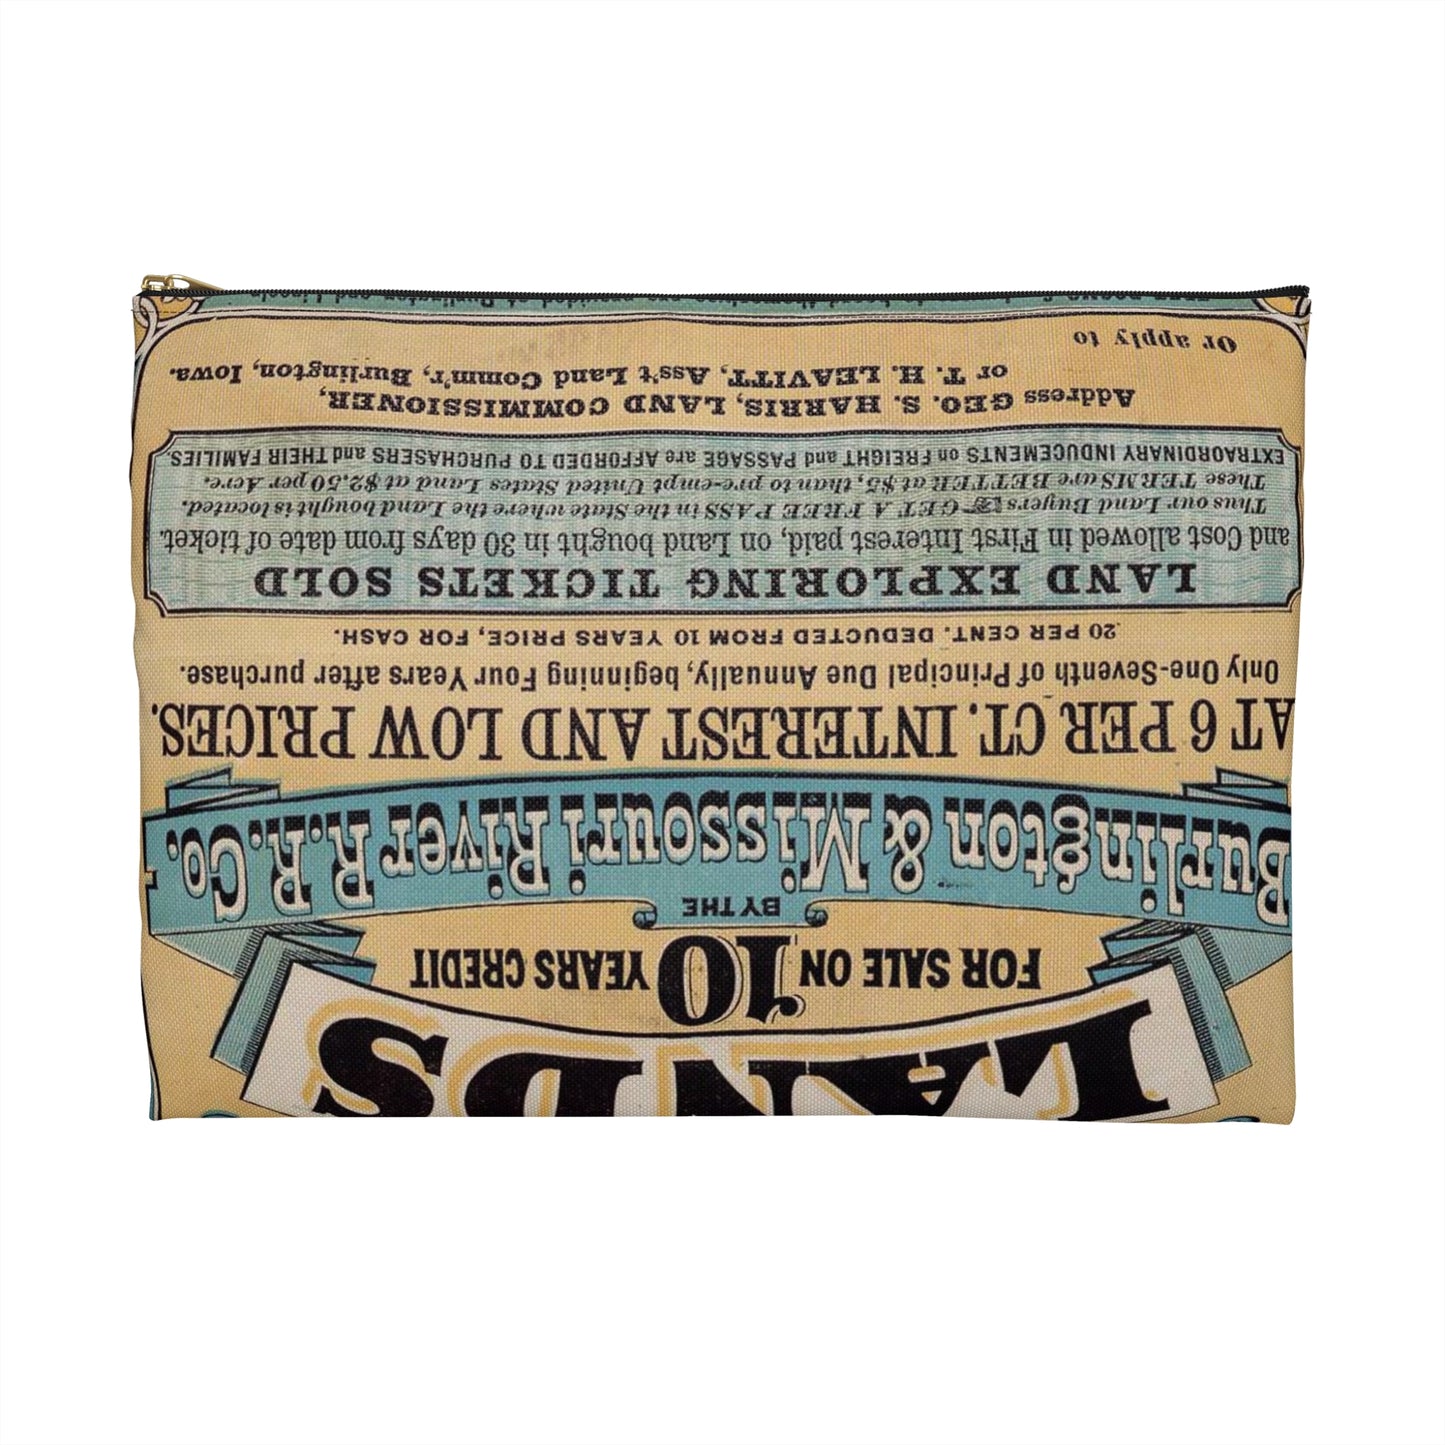 LANDS
FOR SALE ON 10 YEARS CREDIT
BY THE
Burlington & Missouri River R.R. Co.
AT 6 PER CT. INTEREST AND LOW PRICES.
Only One-Seventh of Principal Due Annually, beginning Four Years after purchase.
20 PER CENT. DEDUCTED FROM 10 YEARS PRICE, FOR CASH.
LAND EXPLORING TICKETS SOLD
and Cost allowed in First Interest paid, on Land bought in 30 days from date of ticket.
Thus our Land Buyers GET A FREE PASS in the State where the Land bought is located.
These TERMS are BETTER at $5, than to pre-empt United States Land at $2.50 per Acre.
EXTRAORDINARY INDUCEMENTS on FREIGHT and PASSAGE are AFFORDED TO PURCHASERS and THEIR FAMILIES.
Address GEO. S. HARRIS, LAND COMMISSIONER,
or T. H. LEAVITT, Ass't Land Comm'r, Burlington, Iowa.
Or apply to